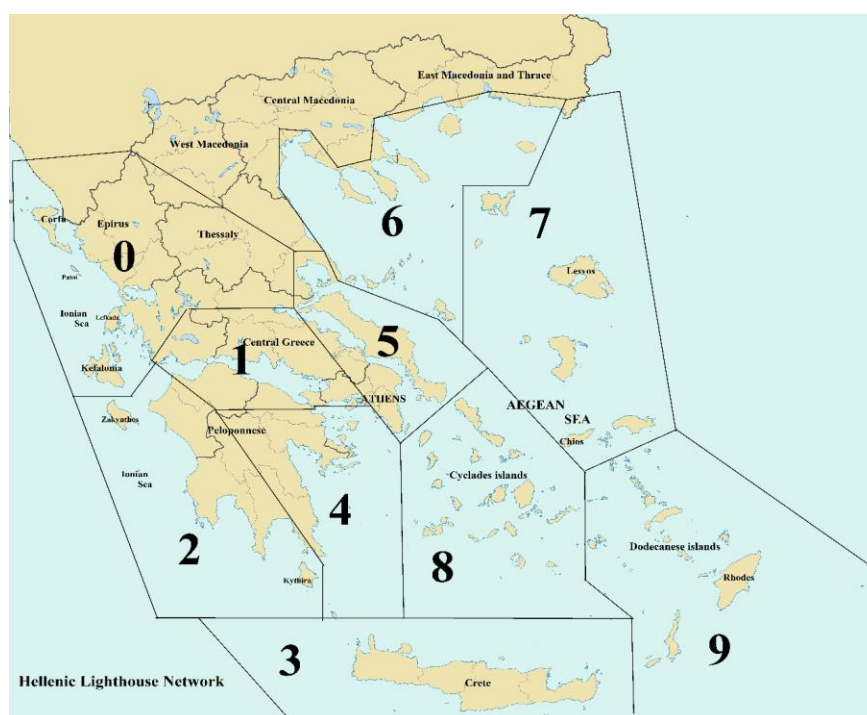 East Macedonia and Thrace
Central Macedonia
West Macedonia
Corfu
Epirus
Thessaly
6
7
0
Lesvos
Paxoi
Ionian
Sea
Lefkada
Central Greece
5
1
Kefalonia
ATHENS
AEGEAN
SEA
Zakynthos
Peloponnese
Chios
Ionian
Sea
Cyclades islands
4
2
8
Dodecanese islands
Kythira
Rhodes
9
3
Hellenic Lighthouse Network
Crete